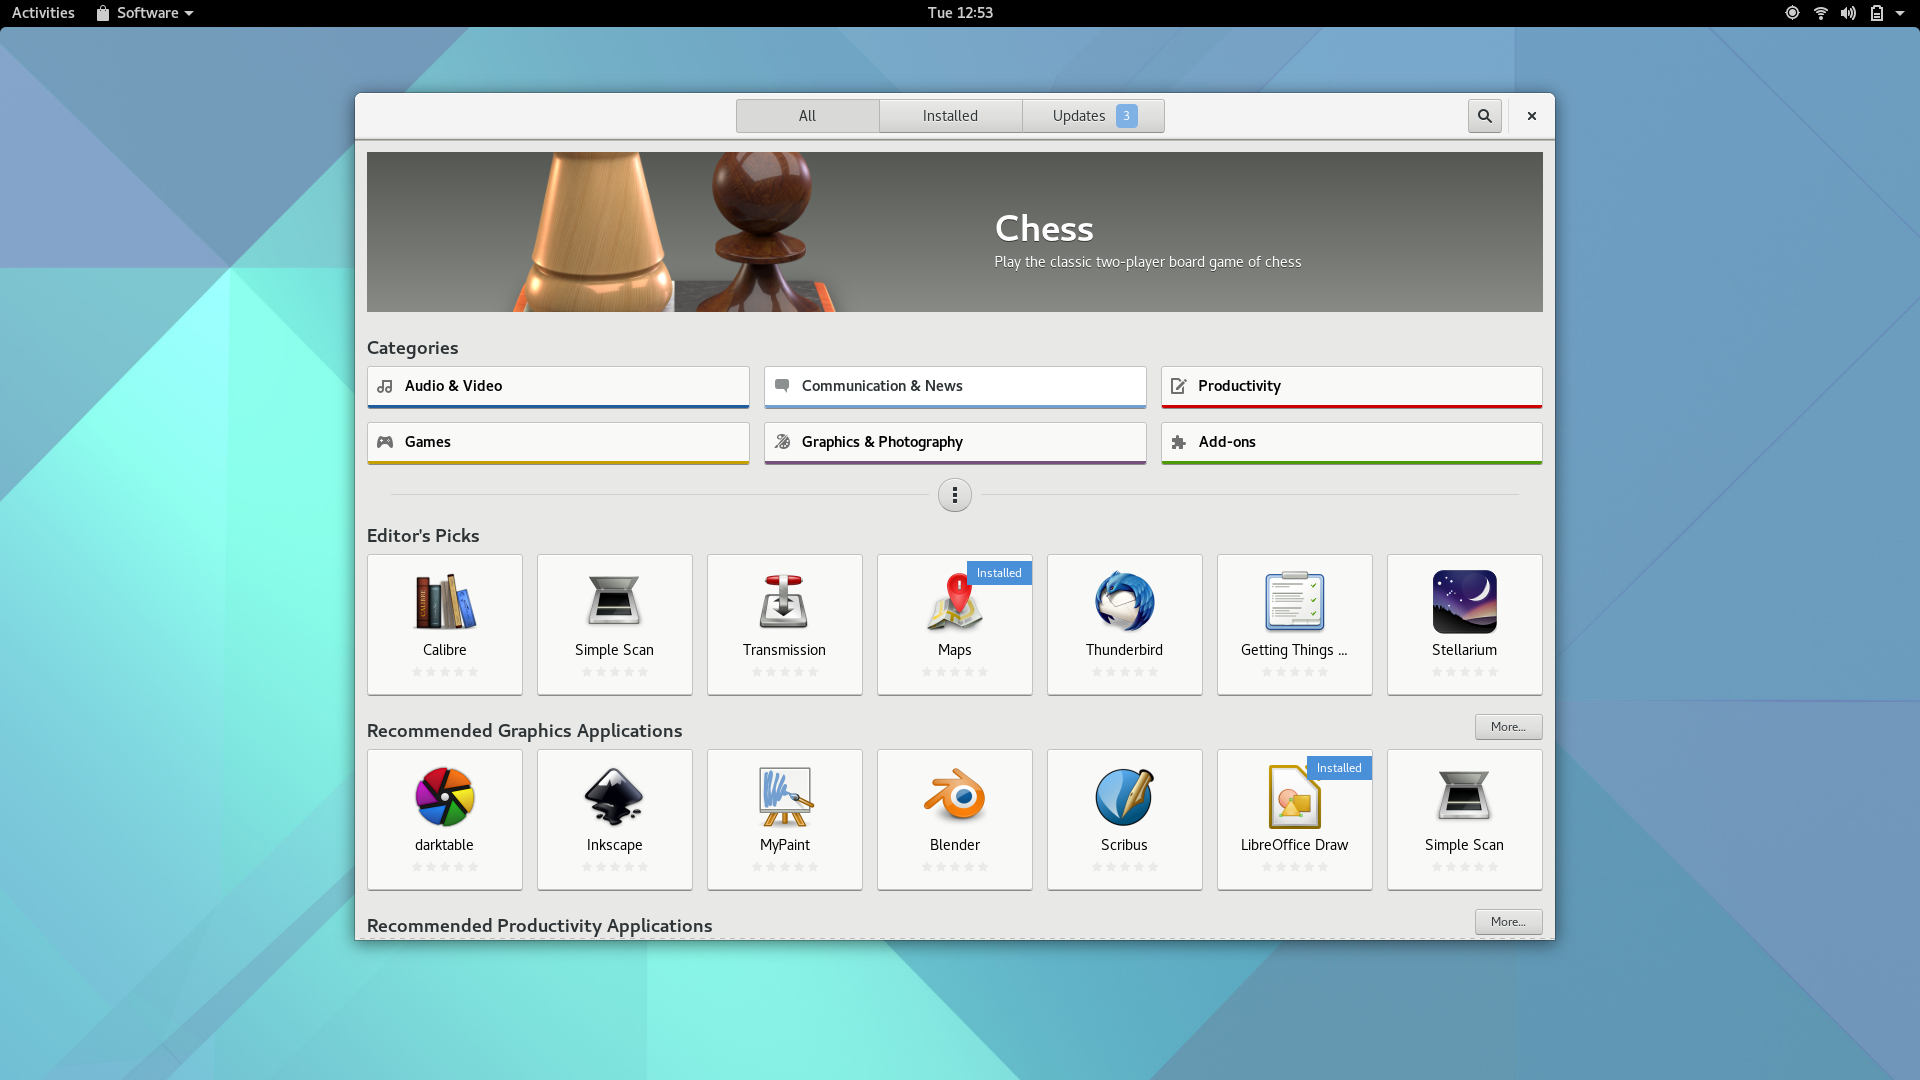 Activities Software Tue 12:53
All Installed Updates 3
Chess
Play the classic two-player board game of chess
Categories
Audio & Video Communication & News Productivity
Games Graphics & Photography Add-ons
Editor's Picks
Installed
CALIBRE
Calibre Simple Scan Transmission Maps Thunderbird Getting Things ... Stellarium
Recommended Graphics Applications More...
Installed
darktable Inkscape MyPaint Blender Scribus LibreOffice Draw Simple Scan
Recommended Productivity Applications More...